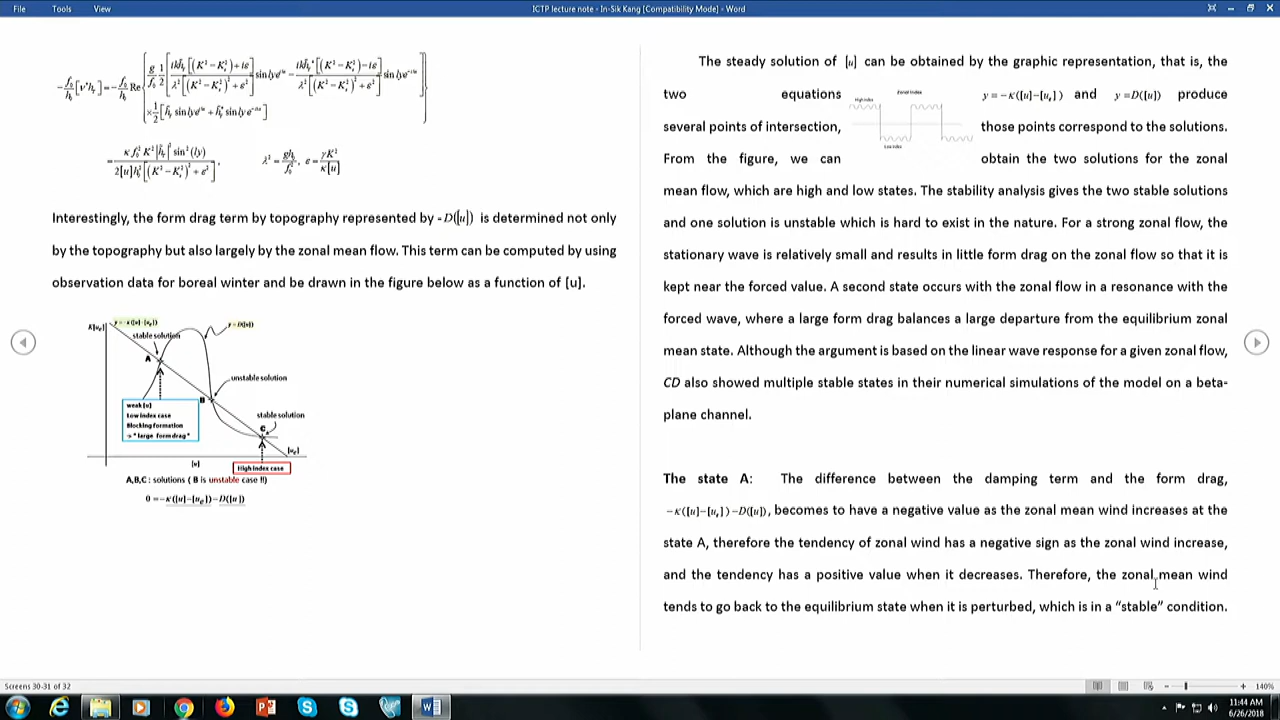 File Tools View ICTP lecture note - In-Sik Kang [Compatibility Mode] - Word
Interestingly, the form drag term by topography represented by -D([u]) is determined not only
by the topography but also largely by the zonal mean flow. This term can be computed by using
observation data for boreal winter and be drawn in the figure below as a function of [u].
K[u_e]
y = -κ([u]-[u_e])
y = D([u])
stable solution
A
unstable solution
B
weak [u]
Low index case
Blocking formation
→ " large form drag"
stable solution
C
[u_e]
[u]
High index case
A,B,C : solutions ( B is unstable case !!)
0 = -κ([u]-[u_e])-D([u])
The steady solution of [u] can be obtained by the graphic representation, that is, the
two equations y = -κ([u]-[u_e]) and y =D([u]) produce
several points of intersection, those points correspond to the solutions.
From the figure, we can obtain the two solutions for the zonal
Zonal Index
High Index
Low Index
mean flow, which are high and low states. The stability analysis gives the two stable solutions
and one solution is unstable which is hard to exist in the nature. For a strong zonal flow, the
stationary wave is relatively small and results in little form drag on the zonal flow so that it is
kept near the forced value. A second state occurs with the zonal flow in a resonance with the
forced wave, where a large form drag balances a large departure from the equilibrium zonal
mean state. Although the argument is based on the linear wave response for a given zonal flow,
CD also showed multiple stable states in their numerical simulations of the model on a beta-
plane channel.
The state A: The difference between the damping term and the form drag,
-κ([u]-[u_e])-D([u]), becomes to have a negative value as the zonal mean wind increases at the
state A, therefore the tendency of zonal wind has a negative sign as the zonal wind increase,
and the tendency has a positive value when it decreases. Therefore, the zonal mean wind
tends to go back to the equilibrium state when it is perturbed, which is in a "stable" condition.
Screens 30-31 of 32
140%
11:44 AM
6/26/2018